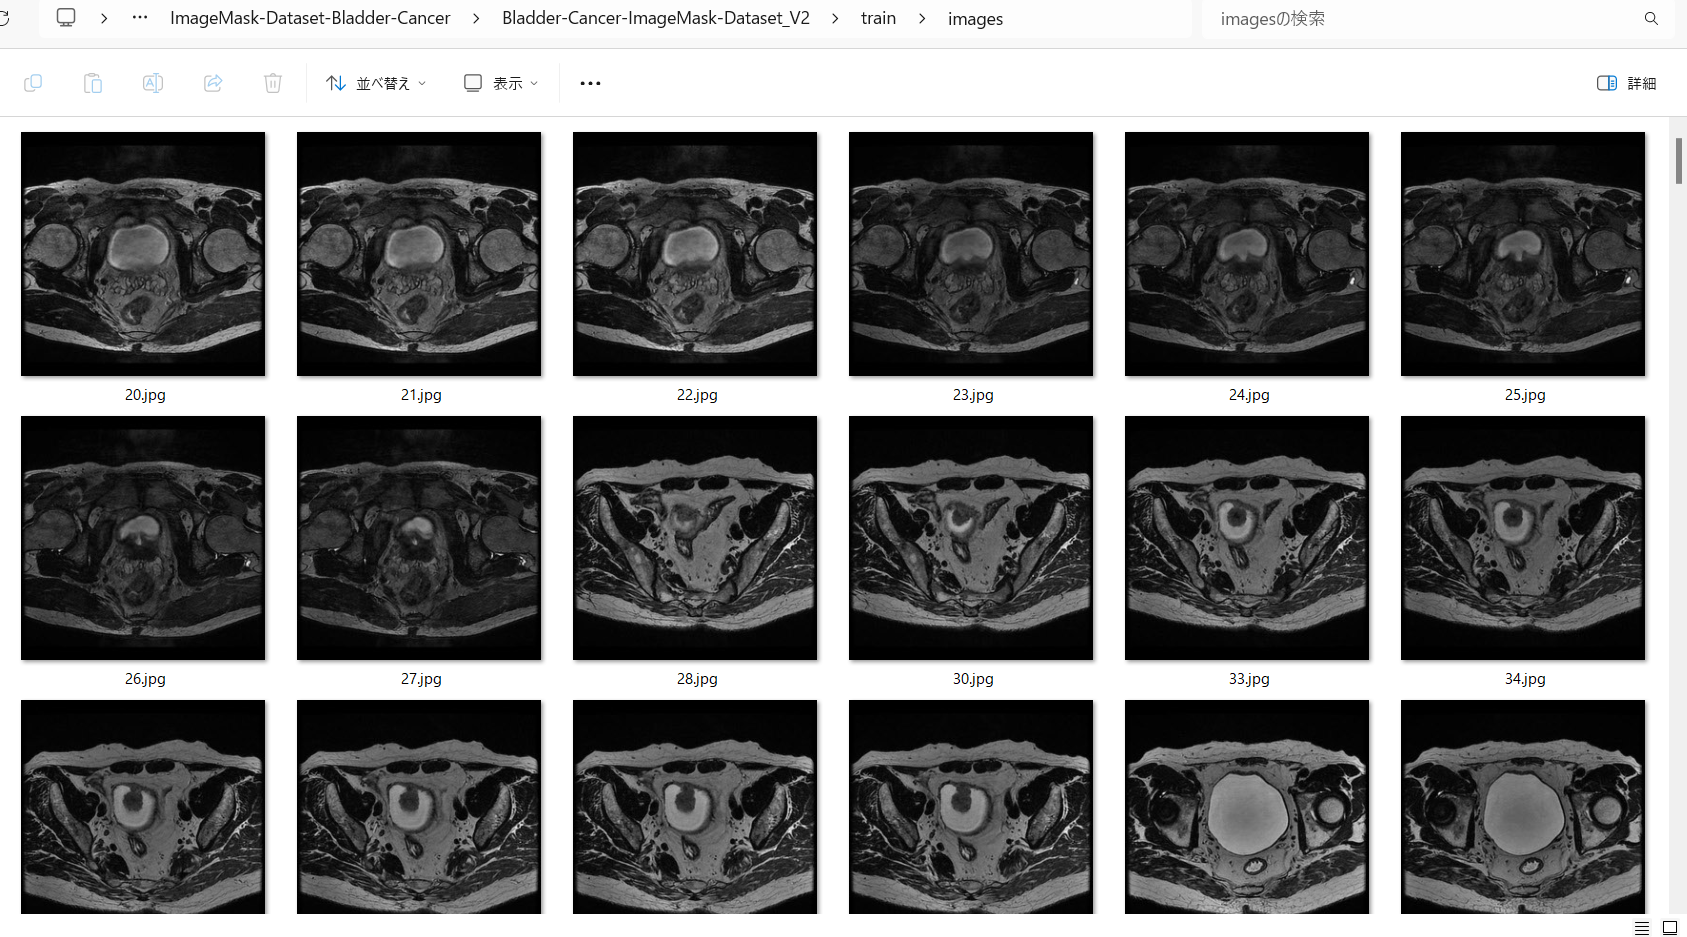 ImageMask-Dataset-Bladder-Cancer > Bladder-Cancer-ImageMask-Dataset_V2 > train > images
imagesの検索
並べ替え
表示
詳細
20.jpg
21.jpg
22.jpg
23.jpg
24.jpg
25.jpg
26.jpg
27.jpg
28.jpg
30.jpg
33.jpg
34.jpg